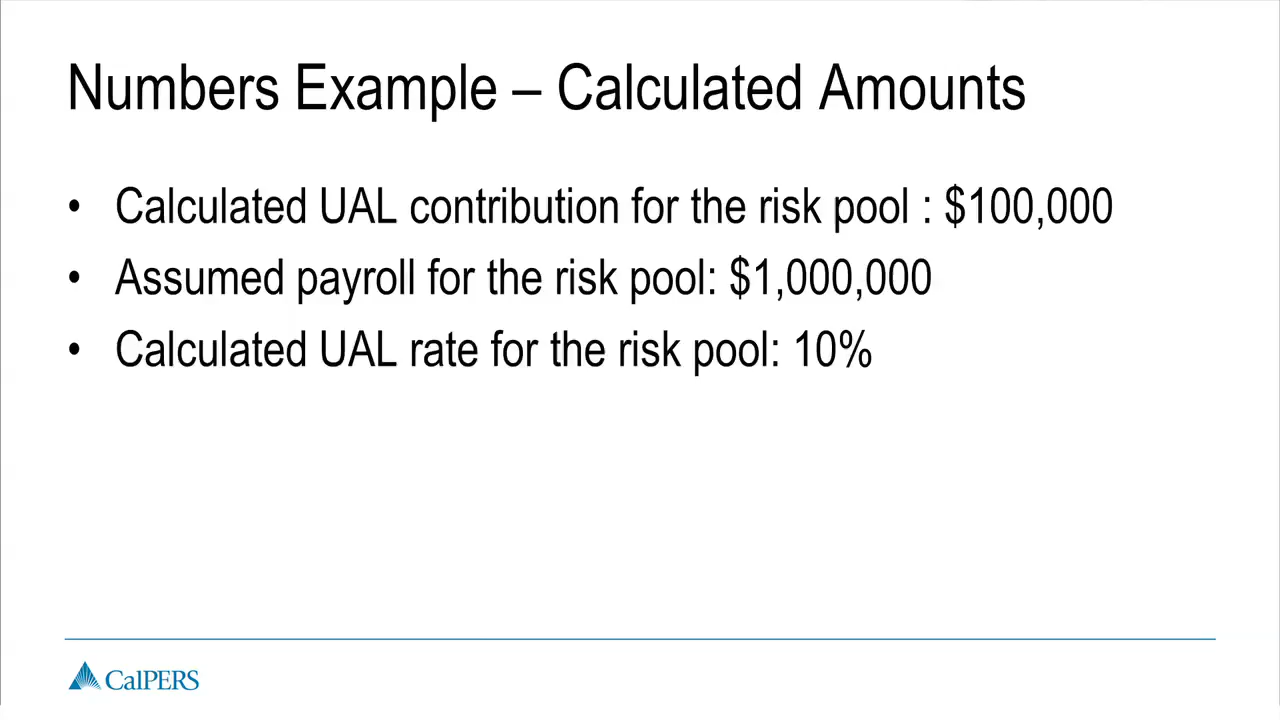 Numbers Example – Calculated Amounts
• Calculated UAL contribution for the risk pool : $100,000
• Assumed payroll for the risk pool: $1,000,000
• Calculated UAL rate for the risk pool: 10%
CalPERS